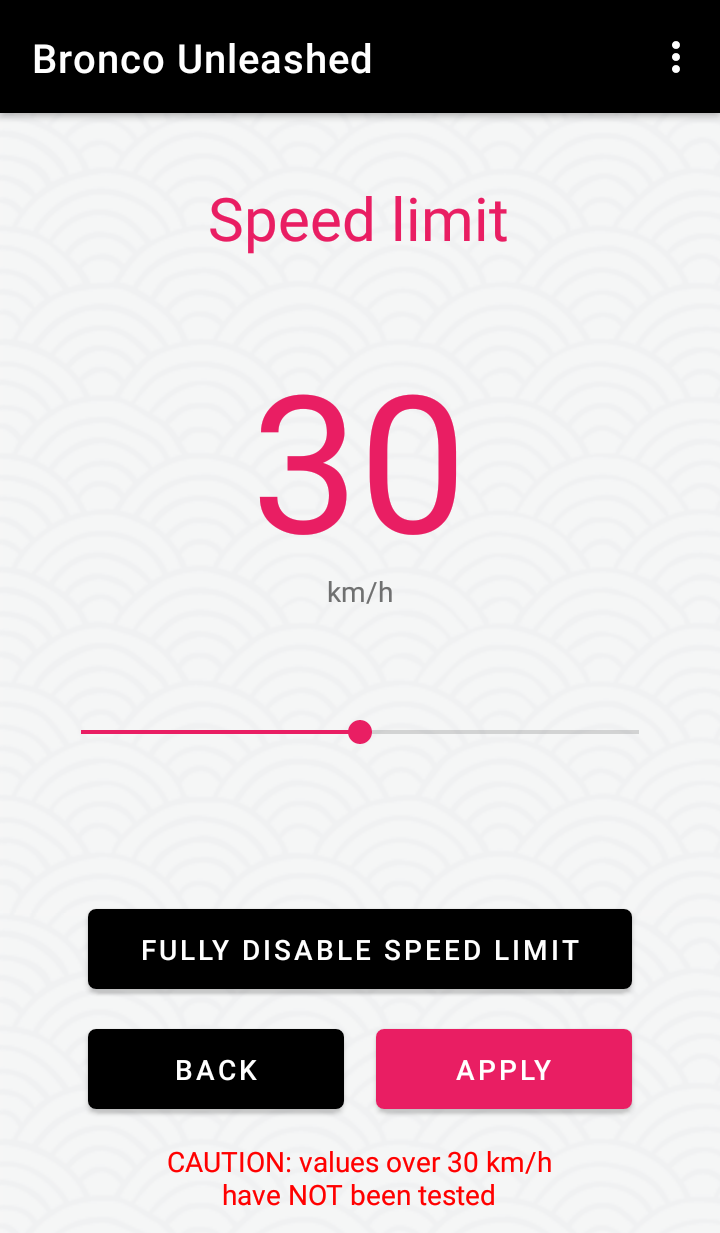 Bronco Unleashed
Speed limit
30
km/h
FULLY DISABLE SPEED LIMIT
BACK
APPLY
CAUTION: values over 30 km/h
have NOT been tested